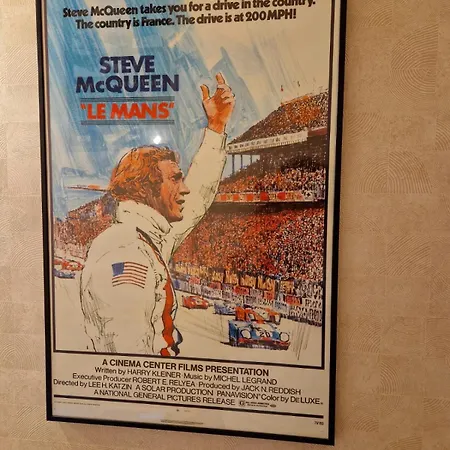 Steve McQueen takes you for a drive in the country.
The country is France. The drive is at 200 MPH!
STEVE
McQUEEN
"LE MANS"
A CINEMA CENTER FILMS PRESENTATION
Written by HARRY KLEINER · Music by MICHEL LEGRAND
Executive Producer ROBERT E. RELYEA · Produced by JACK N. REDDISH
Directed by LEE H. KATZIN A SOLAR PRODUCTION PANAVISION® Color by DE LUXE®
A NATIONAL GENERAL PICTURES RELEASE G